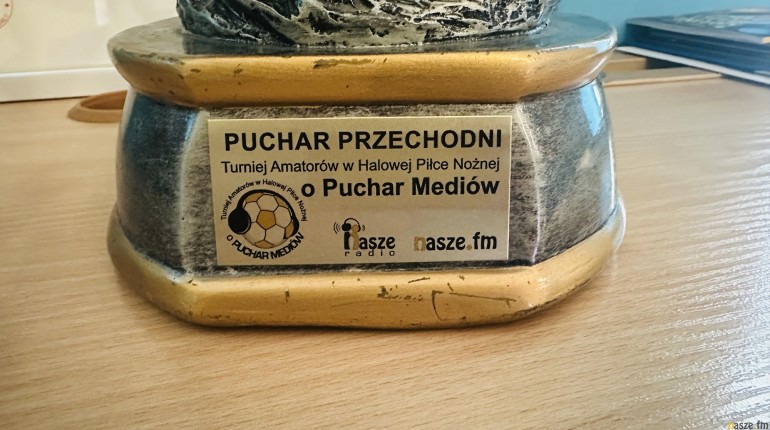 PUCHAR PRZECHODNI
Turniej Amatorów w Halowej Piłce Nożnej
o Puchar Mediów
Turniej Amatorów w Halowej Piłce Nożnej
o PUCHAR MEDIÓW
nasze
radio
nasze.fm
nasze.fm